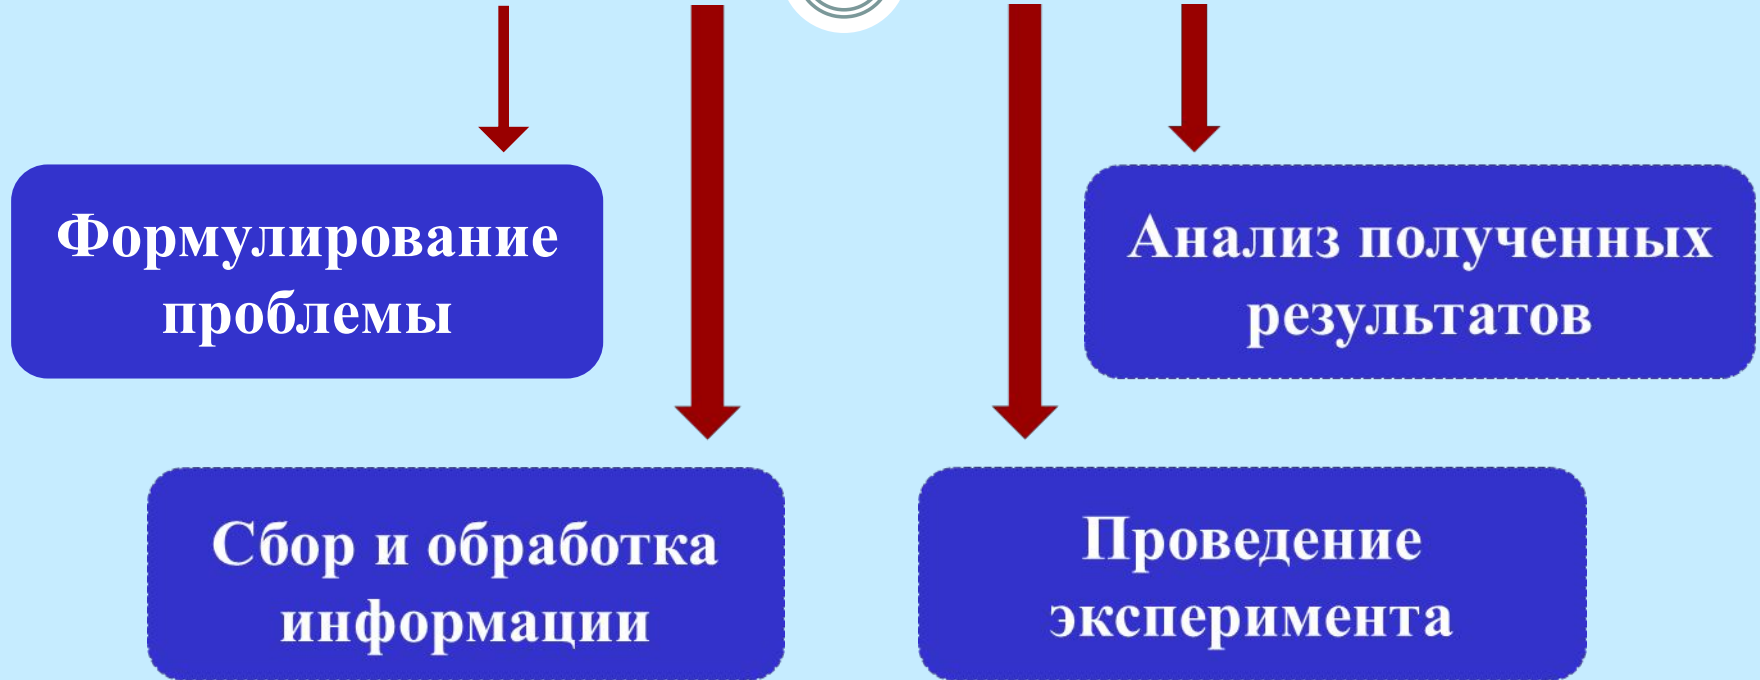 Формулирование
проблемы
Анализ полученных
результатов
Сбор и обработка
информации
Проведение
эксперимента